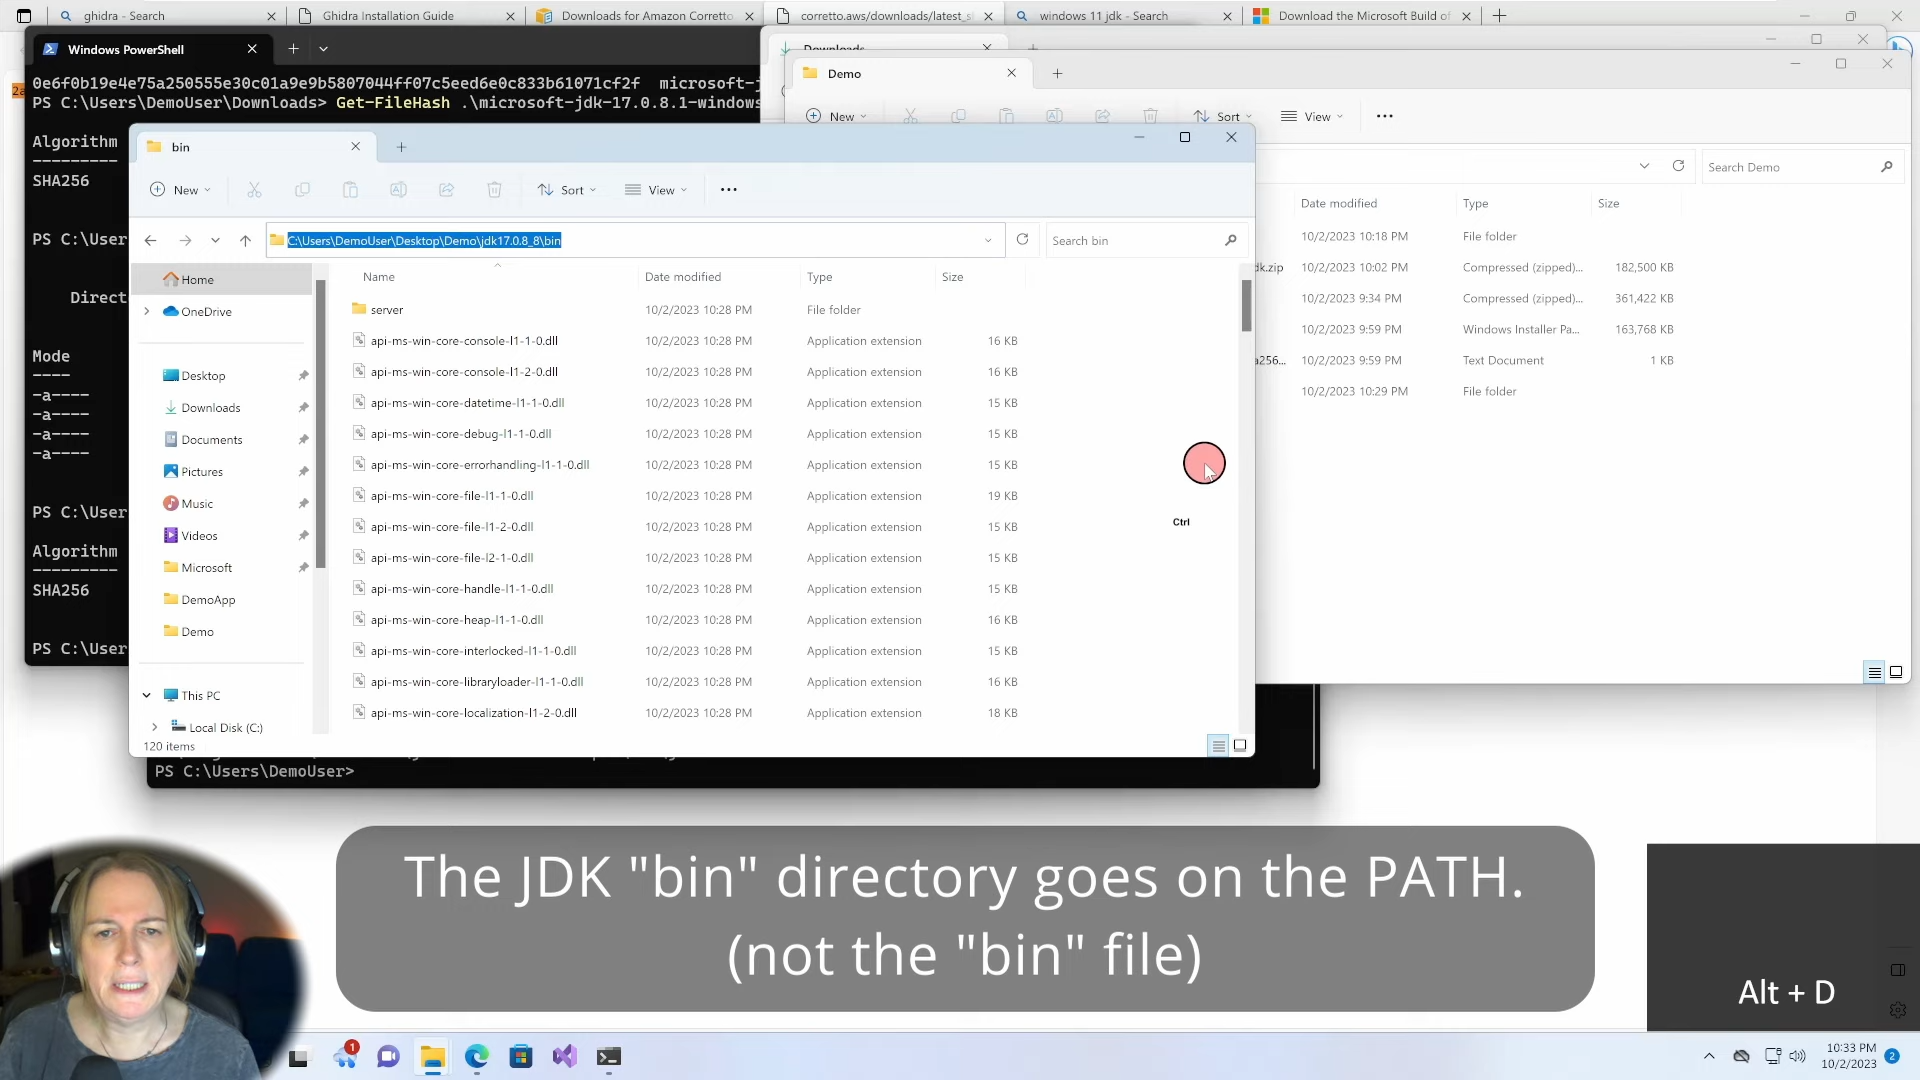 ghidra - Search
Ghidra Installation Guide
Downloads for Amazon Corretto
corretto.aws/downloads/latest_s
windows 11 jdk - Search
Download the Microsoft Build of
Windows PowerShell
Downloads
Demo
0e6f0b19e4e75a250555e30c01a9e9b5807044ff07c5eed6e0c833b61071cf2f microsoft-j
PS C:\Users\DemoUser\Downloads> Get-FileHash .\microsoft-jdk-17.0.8.1-windows
New
Sort
View
Algorithm
---------
SHA256
PS C:\User
Direct
Mode
----
-a----
-a----
-a----
-a----
PS C:\User
Algorithm
---------
SHA256
PS C:\User
bin
New
Sort
View
C:\Users\DemoUser\Desktop\Demo\jdk17.0.8_8\bin
Search bin
Home
OneDrive
Desktop
Downloads
Documents
Pictures
Music
Videos
Microsoft
DemoApp
Demo
This PC
Local Disk (C:)
120 items
Name Date modified Type Size
server 10/2/2023 10:28 PM File folder
api-ms-win-core-console-l1-1-0.dll 10/2/2023 10:28 PM Application extension 16 KB
api-ms-win-core-console-l1-2-0.dll 10/2/2023 10:28 PM Application extension 16 KB
api-ms-win-core-datetime-l1-1-0.dll 10/2/2023 10:28 PM Application extension 15 KB
api-ms-win-core-debug-l1-1-0.dll 10/2/2023 10:28 PM Application extension 15 KB
api-ms-win-core-errorhandling-l1-1-0.dll 10/2/2023 10:28 PM Application extension 15 KB
api-ms-win-core-file-l1-1-0.dll 10/2/2023 10:28 PM Application extension 19 KB
api-ms-win-core-file-l1-2-0.dll 10/2/2023 10:28 PM Application extension 15 KB
api-ms-win-core-file-l2-1-0.dll 10/2/2023 10:28 PM Application extension 15 KB
api-ms-win-core-handle-l1-1-0.dll 10/2/2023 10:28 PM Application extension 15 KB
api-ms-win-core-heap-l1-1-0.dll 10/2/2023 10:28 PM Application extension 16 KB
api-ms-win-core-interlocked-l1-1-0.dll 10/2/2023 10:28 PM Application extension 15 KB
api-ms-win-core-libraryloader-l1-1-0.dll 10/2/2023 10:28 PM Application extension 16 KB
api-ms-win-core-localization-l1-2-0.dll 10/2/2023 10:28 PM Application extension 18 KB
Search Demo
Date modified Type Size
10/2/2023 10:18 PM File folder
dk.zip 10/2/2023 10:02 PM Compressed (zipped)... 182,500 KB
10/2/2023 9:34 PM Compressed (zipped)... 361,422 KB
10/2/2023 9:59 PM Windows Installer Pa... 163,768 KB
a256... 10/2/2023 9:59 PM Text Document 1 KB
10/2/2023 10:29 PM File folder
Ctrl
PS C:\Users\DemoUser>
The JDK "bin" directory goes on the PATH.
(not the "bin" file)
Alt + D
1
10:33 PM
10/2/2023
2